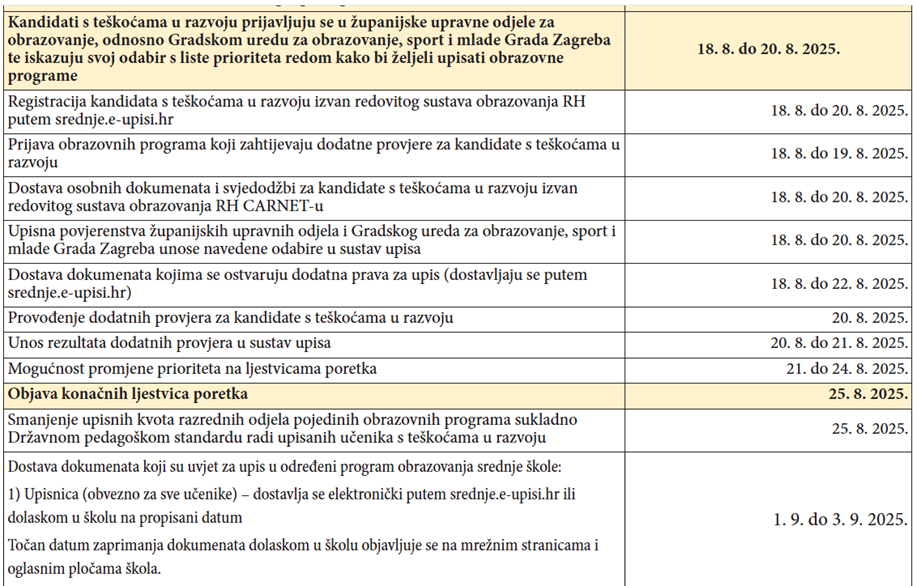 Kandidati s teškoćama u razvoju prijavljuju se u županijske upravne odjele za
obrazovanje, odnosno Gradskom uredu za obrazovanje, sport i mlade Grada Zagreba
te iskazuju svoj odabir s liste prioriteta redom kako bi željeli upisati obrazovne
programe
18. 8. do 20. 8. 2025.
Registracija kandidata s teškoćama u razvoju izvan redovitog sustava obrazovanja RH
putem srednje.e-upisi.hr
18. 8. do 20. 8. 2025.
Prijava obrazovnih programa koji zahtijevaju dodatne provjere za kandidate s teškoćama u
razvoju
18. 8. do 19. 8. 2025.
Dostava osobnih dokumenata i svjedodžbi za kandidate s teškoćama u razvoju izvan
redovitog sustava obrazovanja RH CARNET-u
18. 8. do 20. 8. 2025.
Upisna povjerenstva županijskih upravnih odjela i Gradskog ureda za obrazovanje, sport i
mlade Grada Zagreba unose navedene odabire u sustav upisa
18. 8. do 20. 8. 2025.
Dostava dokumenata kojima se ostvaruju dodatna prava za upis (dostavljaju se putem
srednje.e-upisi.hr)
18. 8. do 22. 8. 2025.
Provođenje dodatnih provjera za kandidate s teškoćama u razvoju
20. 8. 2025.
Unos rezultata dodatnih provjera u sustav upisa
20. 8. do 21. 8. 2025.
Mogućnost promjene prioriteta na ljestvicama poretka
21. do 24. 8. 2025.
Objava konačnih ljestvica poretka
25. 8. 2025.
Smanjenje upisnih kvota razrednih odjela pojedinih obrazovnih programa sukladno
Državnom pedagoškom standardu radi upisanih učenika s teškoćama u razvoju
25. 8. 2025.
Dostava dokumenata koji su uvjet za upis u određeni program obrazovanja srednje škole:
1) Upisnica (obvezno za sve učenike) – dostavlja se elektronički putem srednje.e-upisi.hr ili
dolaskom u školu na propisani datum
Točan datum zaprimanja dokumenata dolaskom u školu objavljuje se na mrežnim stranicama i
oglasnim pločama škola.
1. 9. do 3. 9. 2025.